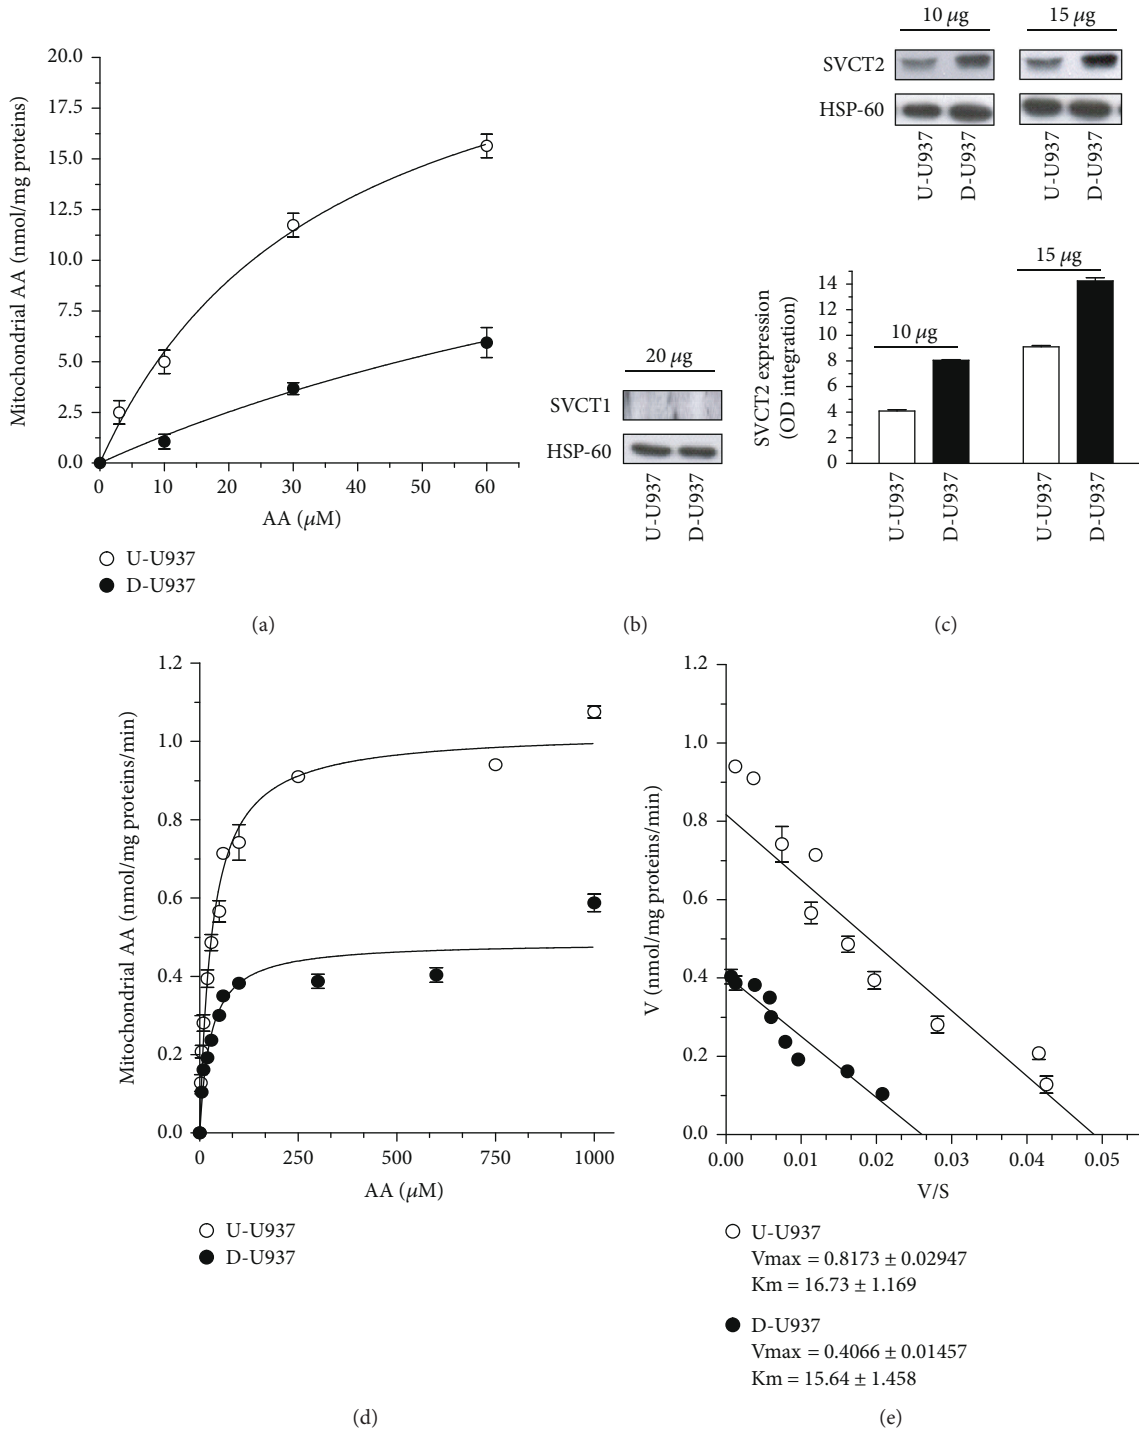 Mitochondrial AA (nmol/mg proteins)
20.0
17.5
15.0
12.5
10.0
7.5
5.0
2.5
0.0
0 10 20 30 40 50 60
AA (μM)
U-U937
D-U937
(a)
20 μg
SVCT1
HSP-60
U-U937
D-U937
(b)
10 μg 15 μg
SVCT2
HSP-60
U-U937
D-U937
U-U937
D-U937
SVCT2 expression
(OD integration)
14
12
10
8
6
4
2
0
10 μg
15 μg
U-U937
D-U937
U-U937
D-U937
(c)
Mitochondrial AA (nmol/mg proteins/min)
1.2
1.0
0.8
0.6
0.4
0.2
0.0
0 250 500 750 1000
AA (μM)
U-U937
D-U937
(d)
V (nmol/mg proteins/min)
1.2
1.0
0.8
0.6
0.4
0.2
0.0
0.00 0.01 0.02 0.03 0.04 0.05
V/S
U-U937
Vmax = 0.8173 ± 0.02947
Km = 16.73 ± 1.169
D-U937
Vmax = 0.4066 ± 0.01457
Km = 15.64 ± 1.458
(e)